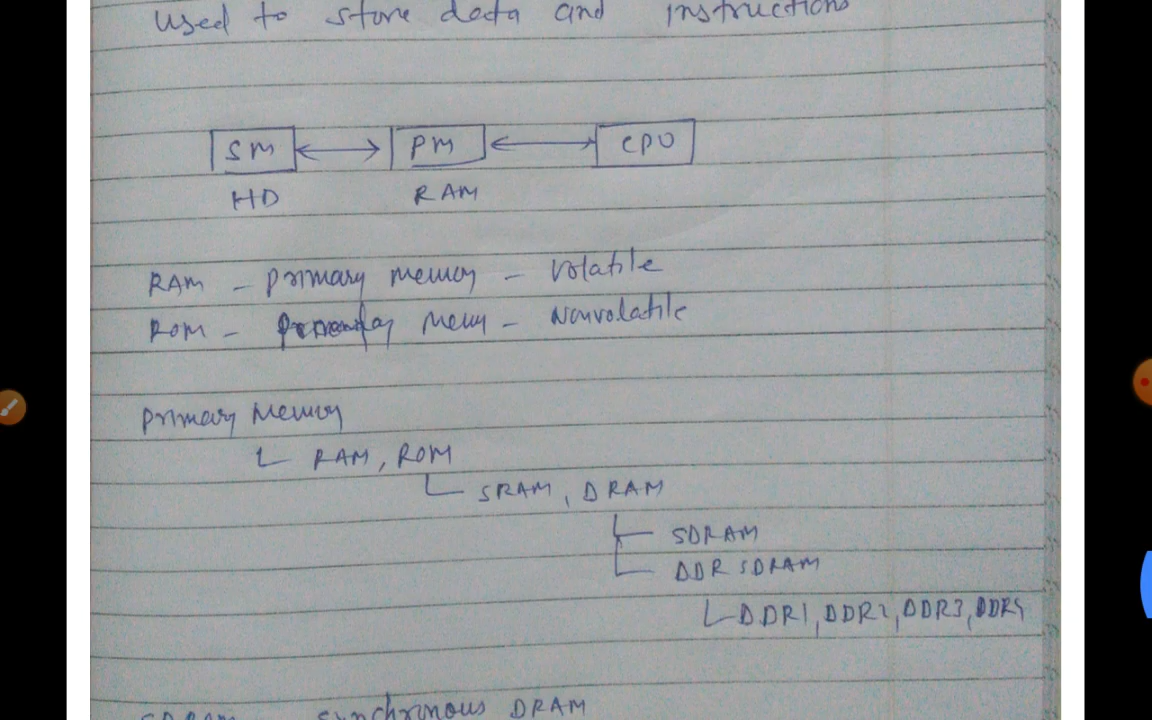 used to store data and instructions
SM PM CPU
HD RAM
RAM - primary memory - volatile
ROM - memory - Nonvolatile
primary Memory
RAM, ROM
SRAM, DRAM
SDRAM
DDR SDRAM
DDR1, DDR2, DDR3, DDR4
SDRAM synchronous DRAM